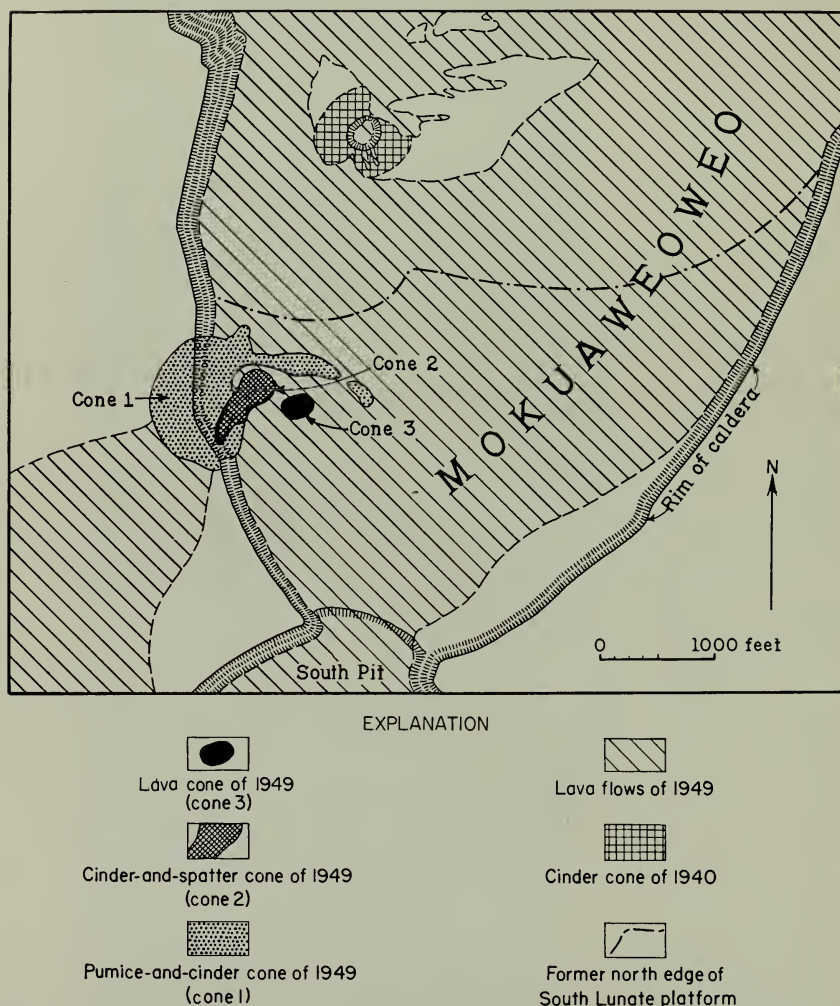 MOKUAWEOWEO
Cone 2
Cone 1
Cone 3
Rim of caldera
N
0 1000 feet
South Pit
EXPLANATION
Lava cone of 1949
(cone 3)
Cinder-and-spatter cone of 1949
(cone 2)
Pumice-and-cinder cone of 1949
(cone 1)
Lava flows of 1949
Cinder cone of 1940
Former north edge of
South Lunate platform